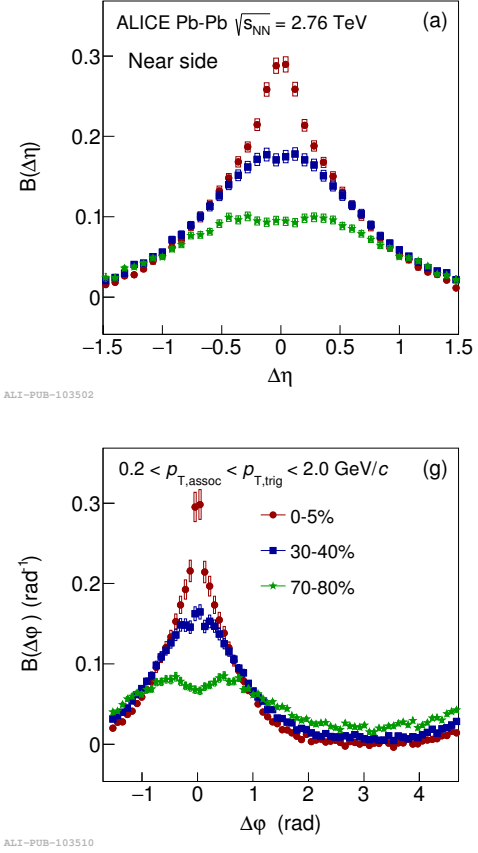 ALICE Pb-Pb √s_NN = 2.76 TeV (a)
Near side
B(Δη)
0.3
0.2
0.1
0
−1.5 −1 −0.5 0 0.5 1 1.5
Δη
ALI-PUB-103502
0.2 < p_T,assoc < p_T,trig < 2.0 GeV/c (g)
B(Δφ) (rad⁻¹)
0.3
0.2
0.1
0
0-5%
30-40%
70-80%
−1 0 1 2 3 4
Δφ (rad)
ALI-PUB-103510